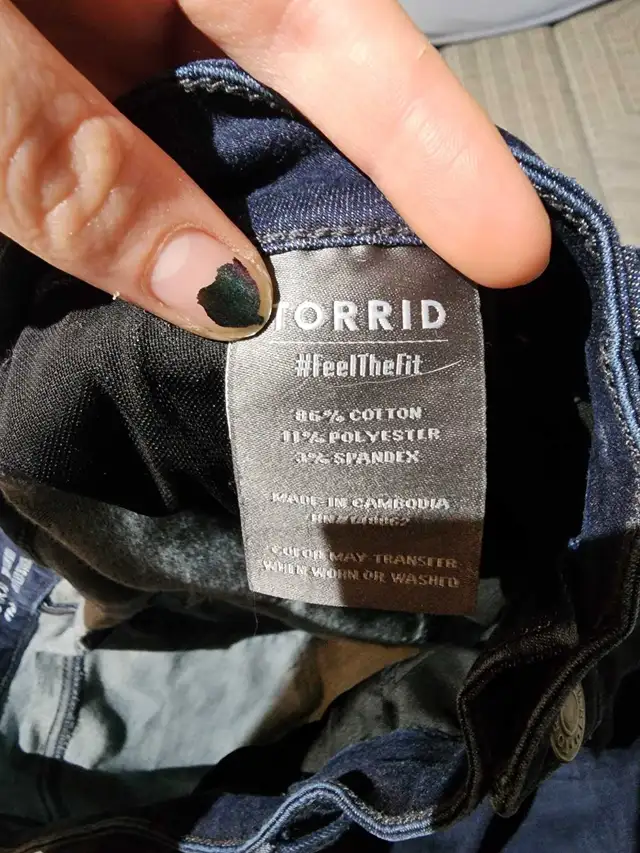 TORRID
#FeelTheFit
86% COTTON
11% POLYESTER
3% SPANDEX
MADE IN CAMBODIA
COLOR MAY TRANSFER
WHEN WORN OR WASHED